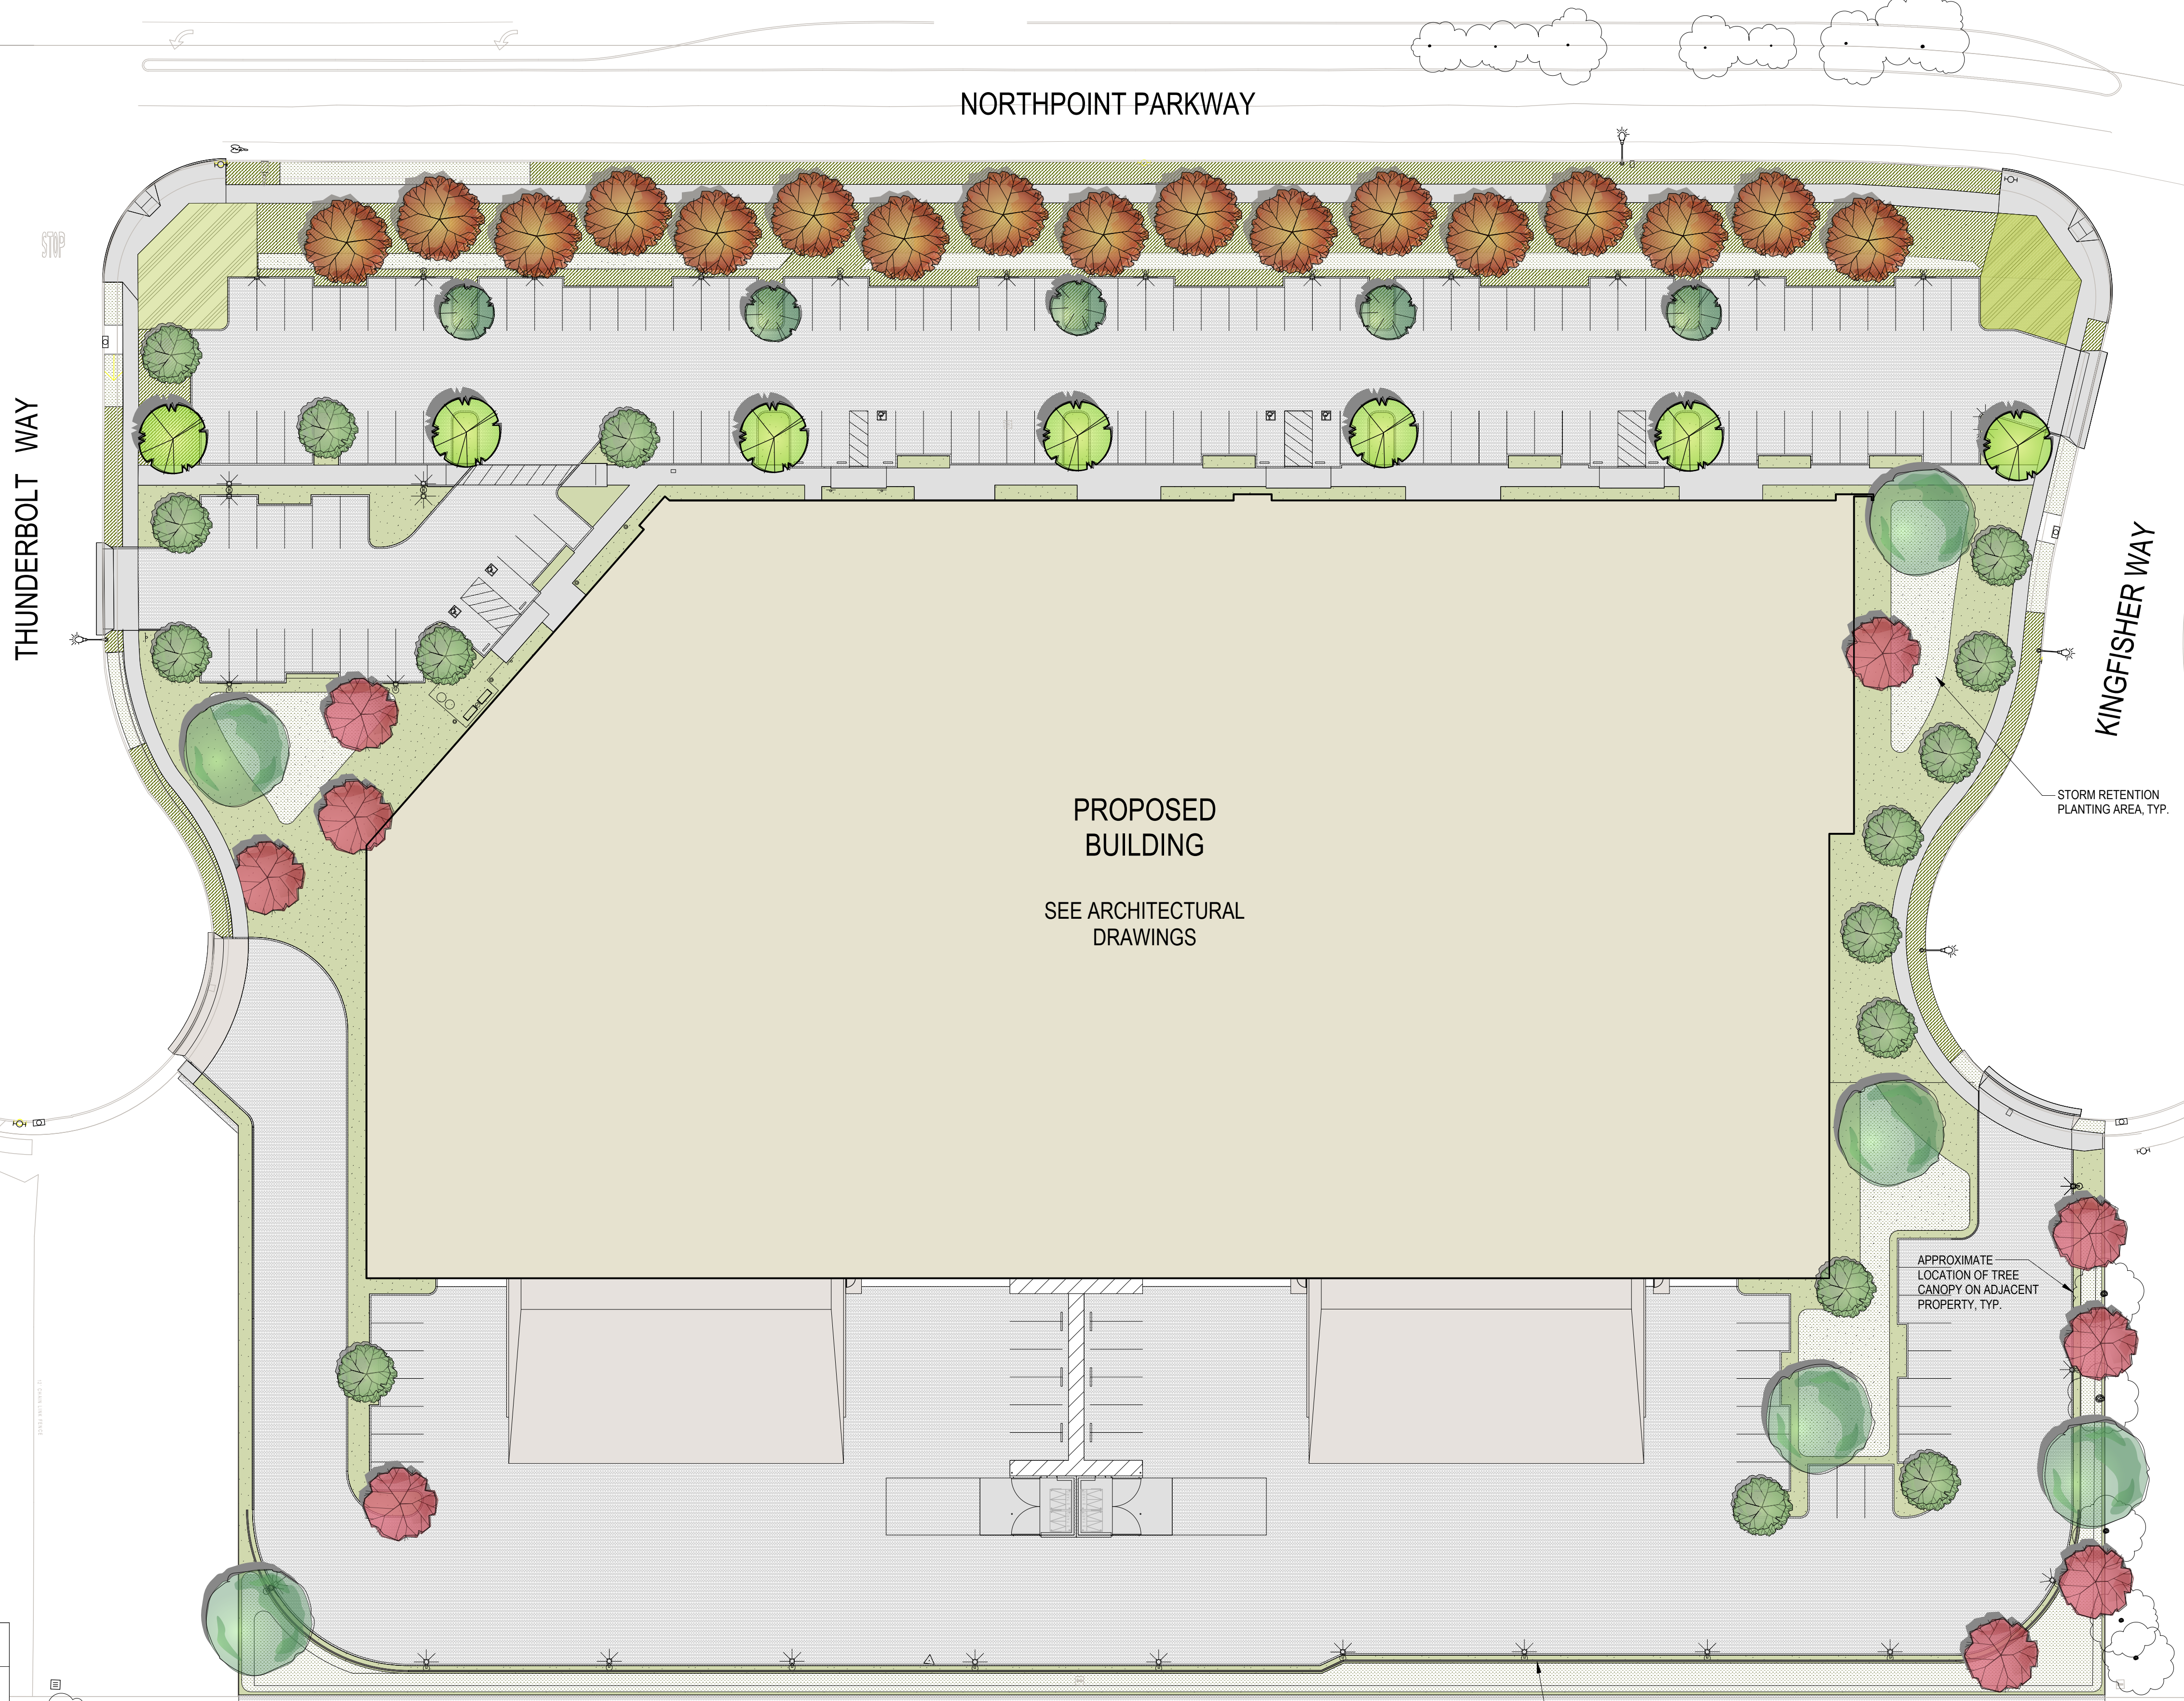 NORTHPOINT PARKWAY
STOP
THUNDERBOLT WAY
KINGFISHER WAY
STORM RETENTION
PLANTING AREA, TYP.
PROPOSED
BUILDING
SEE ARCHITECTURAL
DRAWINGS
APPROXIMATE
LOCATION OF TREE
CANOPY ON ADJACENT
PROPERTY, TYP.